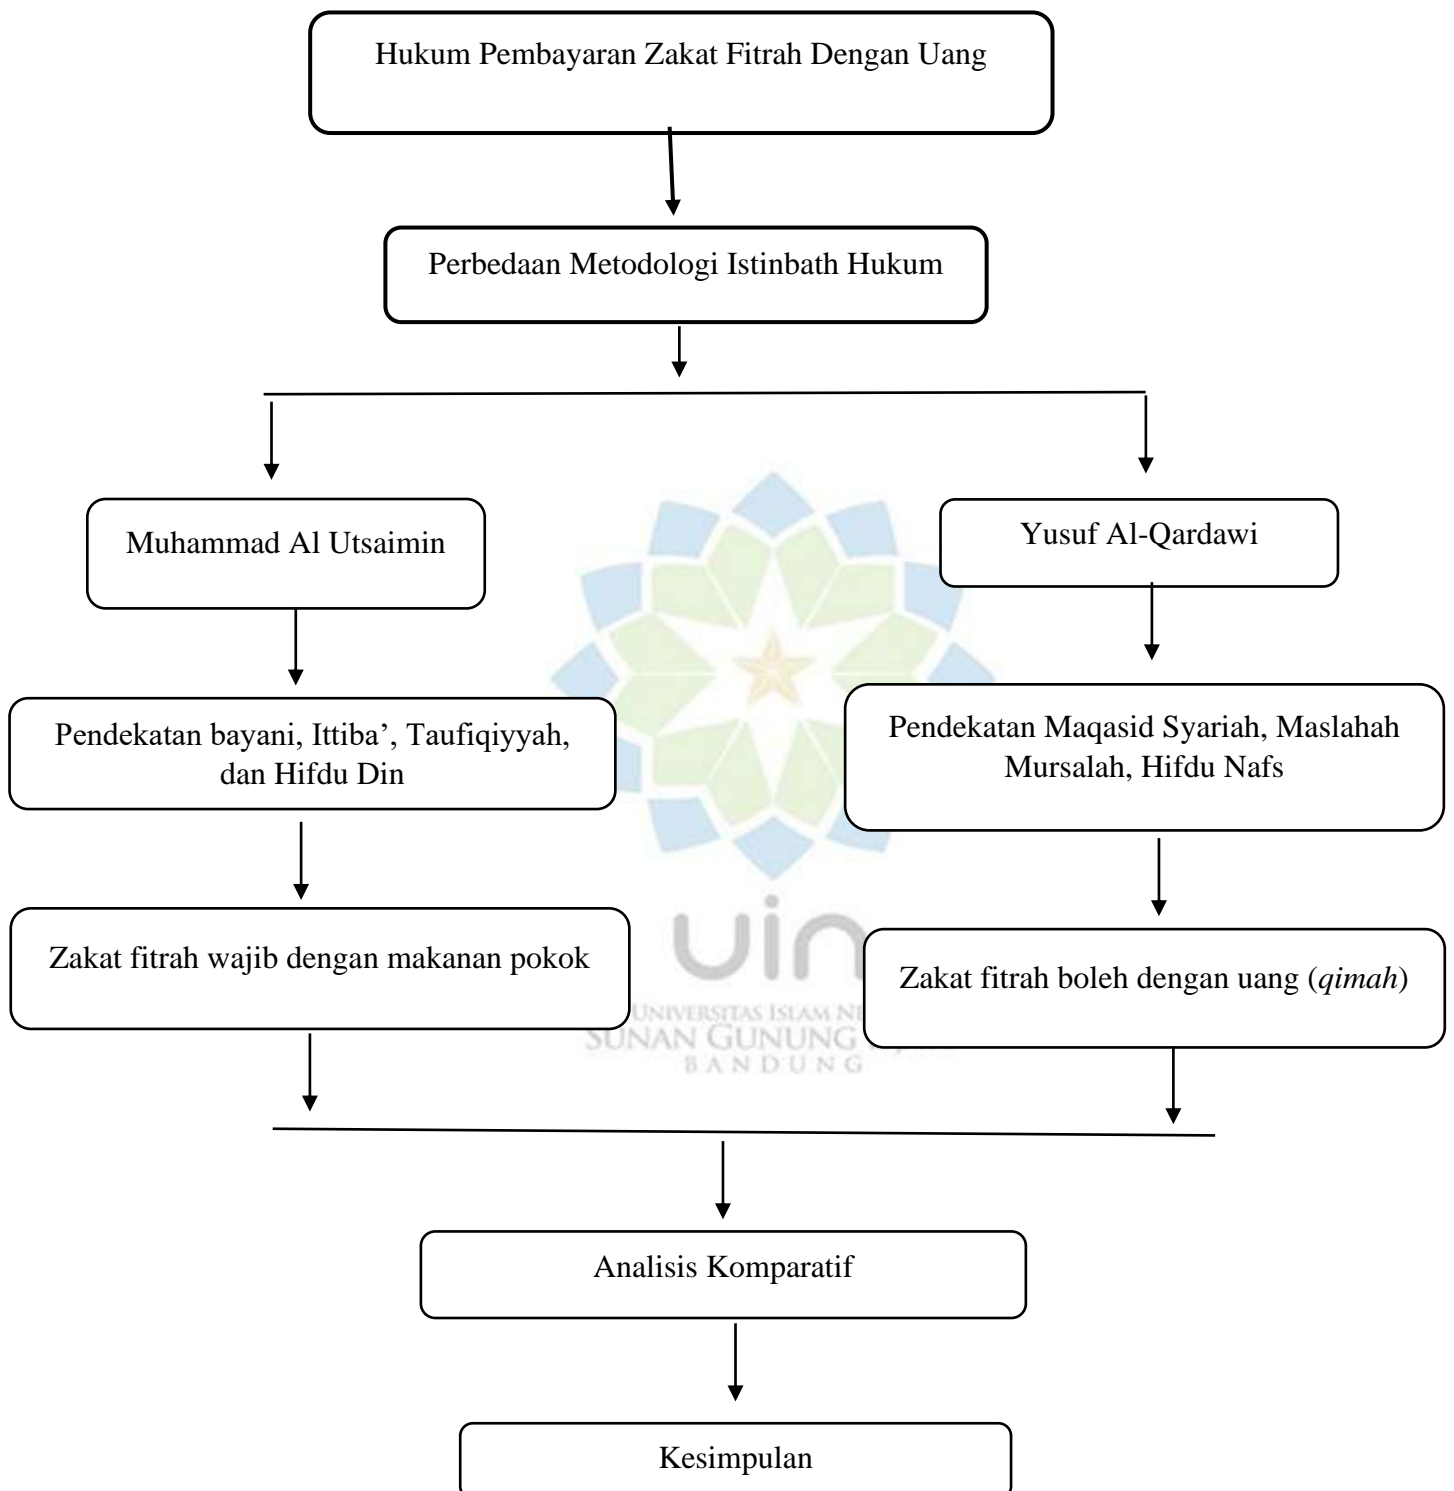 Hukum Pembayaran Zakat Fitrah Dengan Uang
Perbedaan Metodologi Istinbath Hukum
Muhammad Al Utsaimin
Yusuf Al-Qardawi
Pendekatan bayani, Ittiba’, Taufiqiyyah,
dan Hifdu Din
Pendekatan Maqasid Syariah, Maslahah
Mursalah, Hifdu Nafs
Zakat fitrah wajib dengan makanan pokok
Zakat fitrah boleh dengan uang (qimah)
uin
UNIVERSITAS ISLAM
SUNAN GUNUNG
BANDUNG
Analisis Komparatif
Kesimpulan